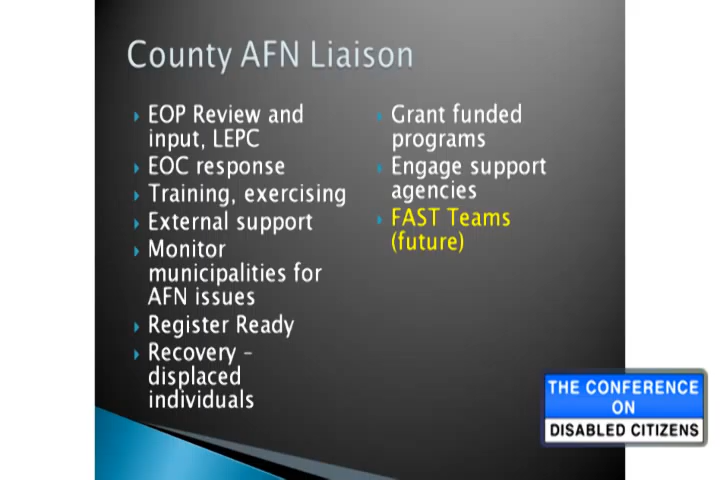 County AFN Liaison
EOP Review and
input, LEPC
EOC response
Training, exercising
External support
Monitor
municipalities for
AFN issues
Register Ready
Recovery –
displaced
individuals
Grant funded
programs
Engage support
agencies
FAST Teams
(future)
THE CONFERENCE
ON
DISABLED CITIZENS